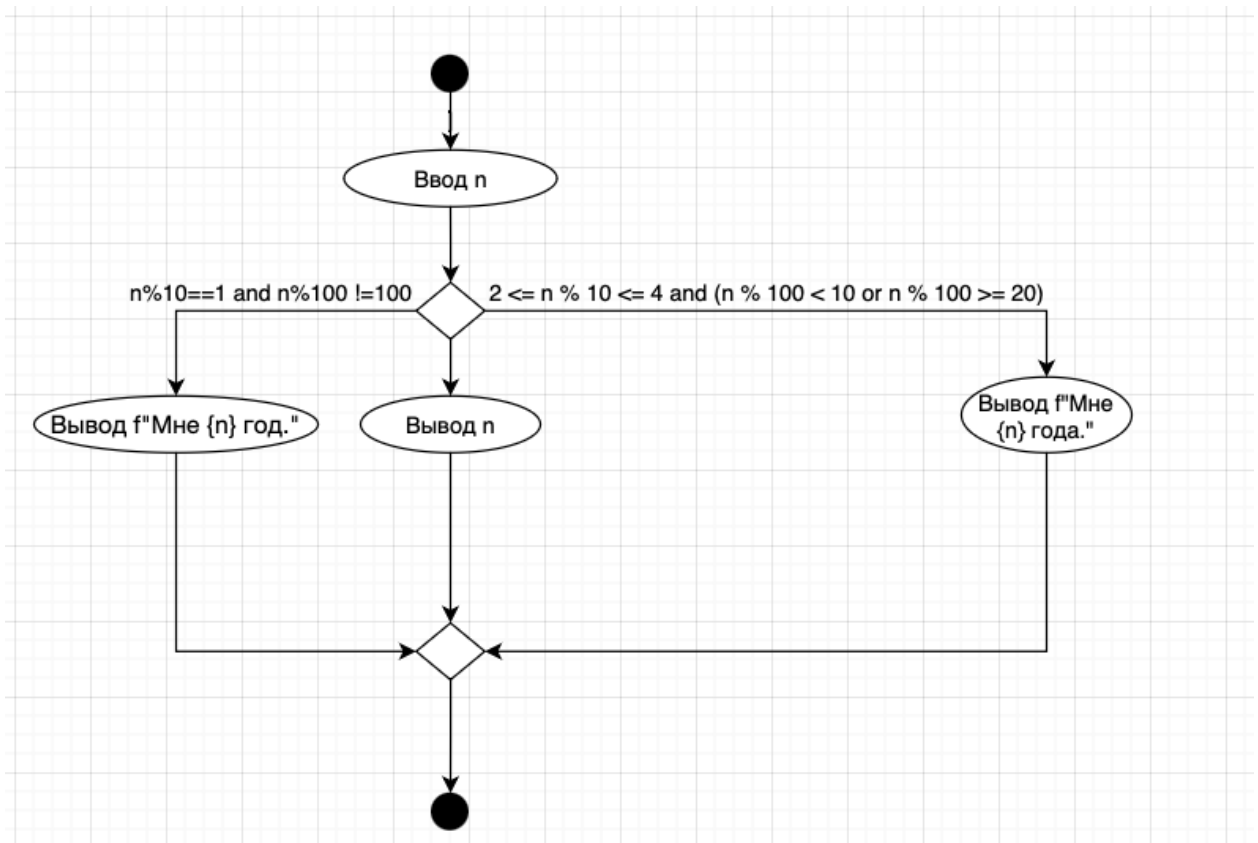 Ввод n
n%10==1 and n%100 !=100
2 <= n % 10 <= 4 and (n % 100 < 10 or n % 100 >= 20)
Вывод f"Мне {n} год."
Вывод n
Вывод f"Мне
{n} года."